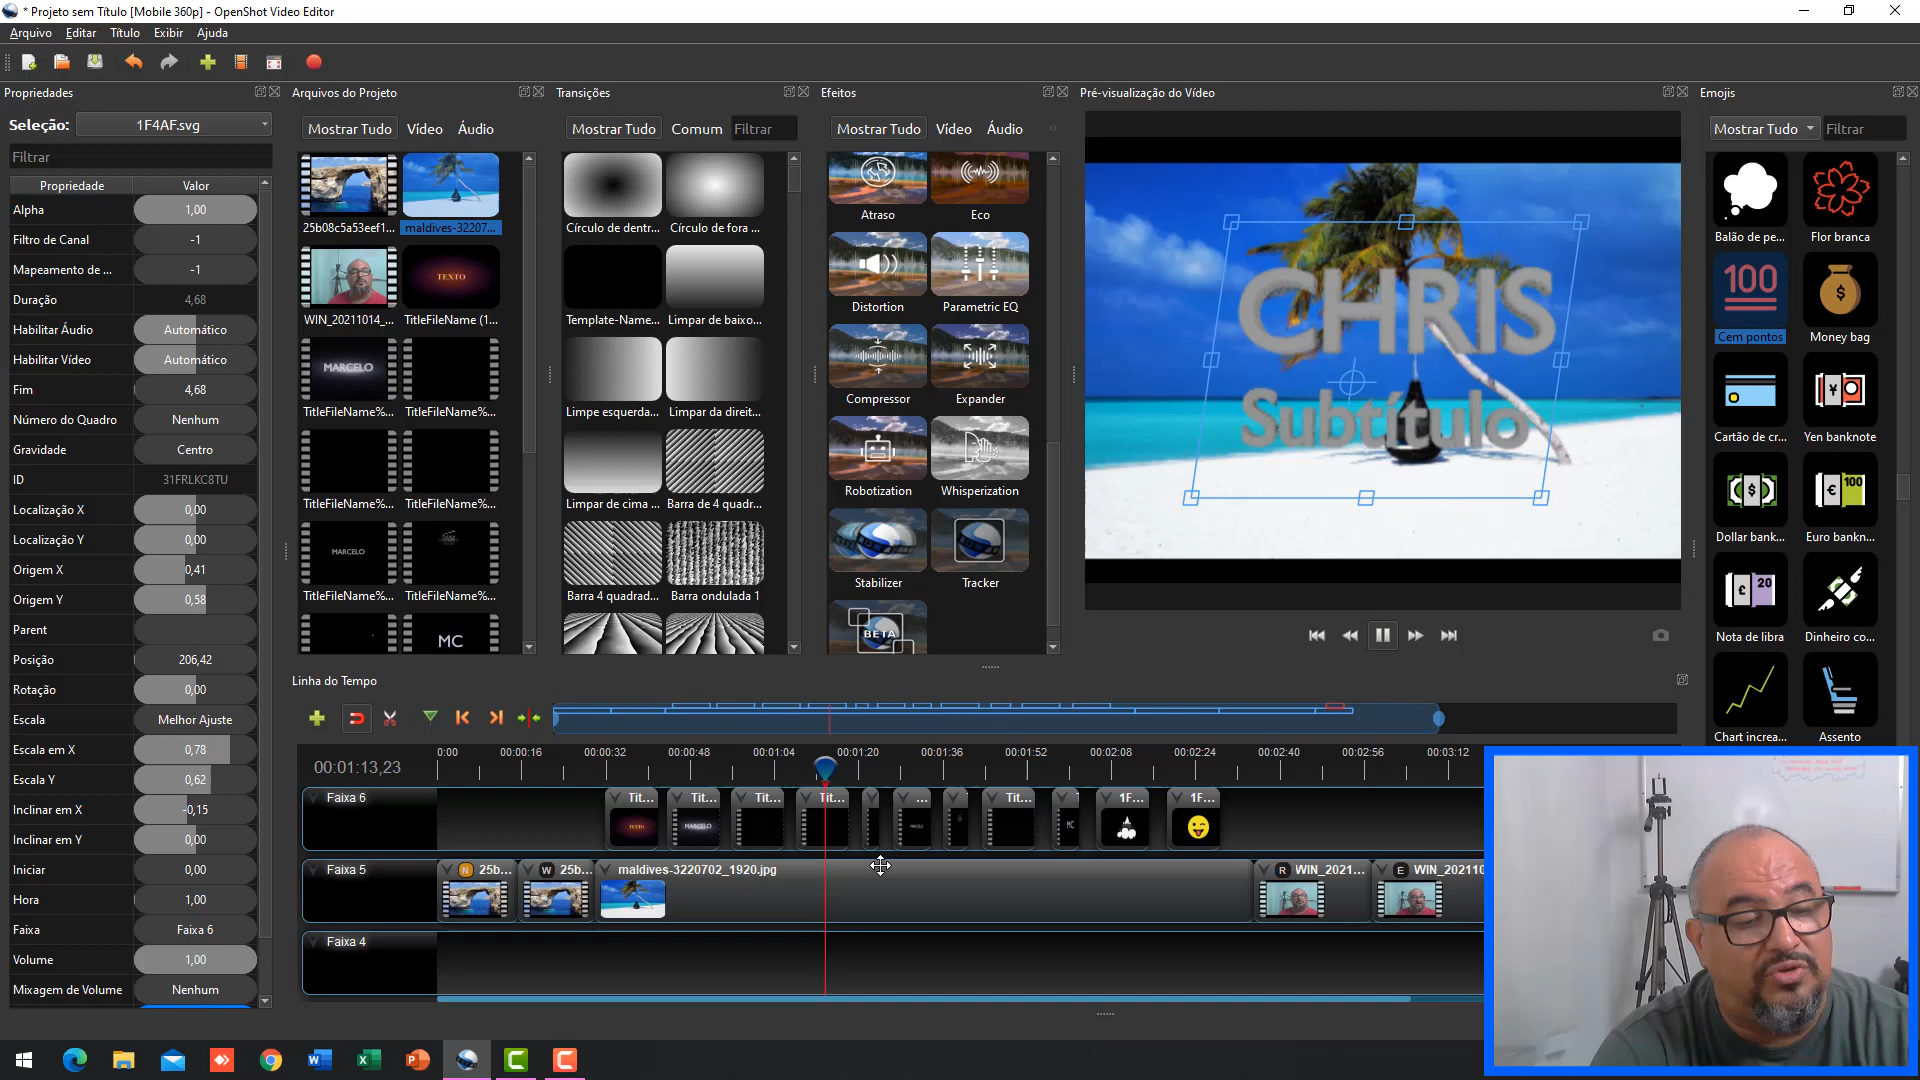 * Projeto sem Título [Mobile 360p] - OpenShot Video Editor
Arquivo Editar Título Exibir Ajuda
Propriedades
Seleção: 1F4AF.svg
Filtrar
Propriedade Valor
Alpha 1,00
Filtro de Canal -1
Mapeamento de ... -1
Duração 4,68
Habilitar Áudio Automático
Habilitar Vídeo Automático
Fim 4,68
Número do Quadro Nenhum
Gravidade Centro
ID 31FRLKC8TU
Localização X 0,00
Localização Y 0,00
Origem X 0,41
Origem Y 0,58
Parent
Posição 206,42
Rotação 0,00
Escala Melhor Ajuste
Escala em X 0,78
Escala Y 0,62
Inclinar em X -0,15
Inclinar em Y 0,00
Iniciar 0,00
Hora 1,00
Faixa Faixa 6
Volume 1,00
Mixagem de Volume Nenhum
Arquivos do Projeto
Mostrar Tudo Vídeo Áudio
25b08c5a53eef1... maldives-32207...
TEXTO
WIN_20211014_... TitleFileName (1...
MARCELO
TitleFileName%... TitleFileName%...
TitleFileName%... TitleFileName%...
MARCELO
TitleFileName%... TitleFileName%...
MC
Transições
Mostrar Tudo Comum Filtrar
Círculo de dentr... Círculo de fora ...
Template-Name... Limpar de baixo...
Limpe esquerda... Limpar da direit...
Limpar de cima ... Barra de 4 quadr...
Barra 4 quadrad... Barra ondulada 1
Efeitos
Mostrar Tudo Vídeo Áudio
Atraso Eco
Distortion Parametric EQ
Compressor Expander
Robotization Whisperization
Stabilizer Tracker
BETA
Pré-visualização do Vídeo
CHRIS
Subtítulo
Emojis
Mostrar Tudo Filtrar
Balão de pe... Flor branca
100
Cem pontos Money bag
Cartão de cr... Yen banknote
100
Dollar bank... Euro bankn...
20
Nota de libra Dinheiro co...
Chart increa... Assento
Linha do Tempo
00:01:13,23
0:00 00:00:16 00:00:32 00:00:48 00:01:04 00:01:20 00:01:36 00:01:52 00:02:08 00:02:24 00:02:40 00:02:56 00:03:12
Faixa 6 Tit... Tit... Tit... Tit... ... Tit... 1F... 1F...
TEXTO MARCELO MC
Faixa 5 N 25b... W 25b... maldives-3220702_1920.jpg R WIN_2021... E WIN_202110
Faixa 4